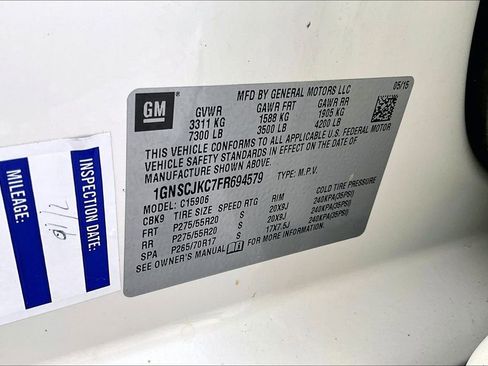 MFD BY GENERAL MOTORS LLC 05/15
GM
GVWR GAWR FRT GAWR RR
3311 KG 1588 KG 1905 KG
7300 LB 3500 LB 4200 LB
THIS VEHICLE CONFORMS TO ALL APPLICABLE U.S. FEDERAL MOTOR
VEHICLE SAFETY STANDARDS IN EFFECT ON THE DATE OF
MANUFACTURE SHOWN ABOVE
1GNSCJKC7FR694579 TYPE: M.P.V.
MODEL: C15906
CBK9 TIRE SIZE SPEED RTG RIM COLD TIRE PRESSURE
FRT P275/55R20 S 20X9J 240KPA(35PSI)
RR P275/55R20 S 20X9J 240KPA(35PSI)
SPA P265/70R17 S 17X7.5J 240KPA(35PSI)
SEE OWNER'S MANUAL FOR MORE INFORMATION.
INSPECTION DATE:
9/12
MILEAGE: